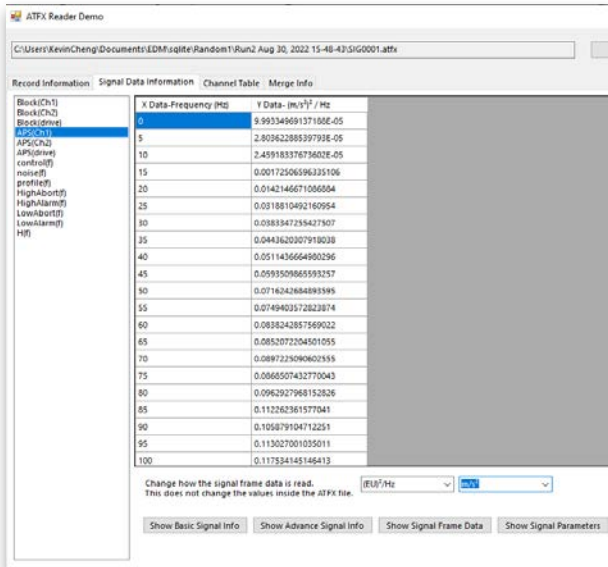 ATFX Reader Demo
C:\Users\KevinCheng\Documents\EDM\sqlite\Random1\Run2 Aug 30, 2022 15-48-43\SIG0001.atfx
Record Information Signal Data Information Channel Table Merge Info
Block(Ch1)
Block(Ch2)
Block(drive)
APS(Ch1)
APS(Ch2)
APS(drive)
control(f)
noise(f)
profile(f)
HighAbort(f)
HighAlarm(f)
LowAbort(f)
LowAlarm(f)
H(f)
X Data-Frequency (Hz) Y Data- (m/s²)² / Hz
0 9.99334969137188E-05
5 2.80362288539793E-05
10 2.45918337673602E-05
15 0.00172506596335106
20 0.0142146671086884
25 0.0318810492160954
30 0.0383347255427507
35 0.0443620307918038
40 0.0511436664980296
45 0.0593509865593257
50 0.0716242684893595
55 0.0749403572823874
60 0.0838242857569022
65 0.0852072204501055
70 0.0897225090602555
75 0.0868507432770043
80 0.0962927968152826
85 0.112262361577041
90 0.105879104712251
95 0.113027001035011
100 0.117534145146413
Change how the signal frame data is read.
This does not change the values inside the ATFX file.
(EU)²/Hz m/s²
Show Basic Signal Info Show Advance Signal Info Show Signal Frame Data Show Signal Parameters